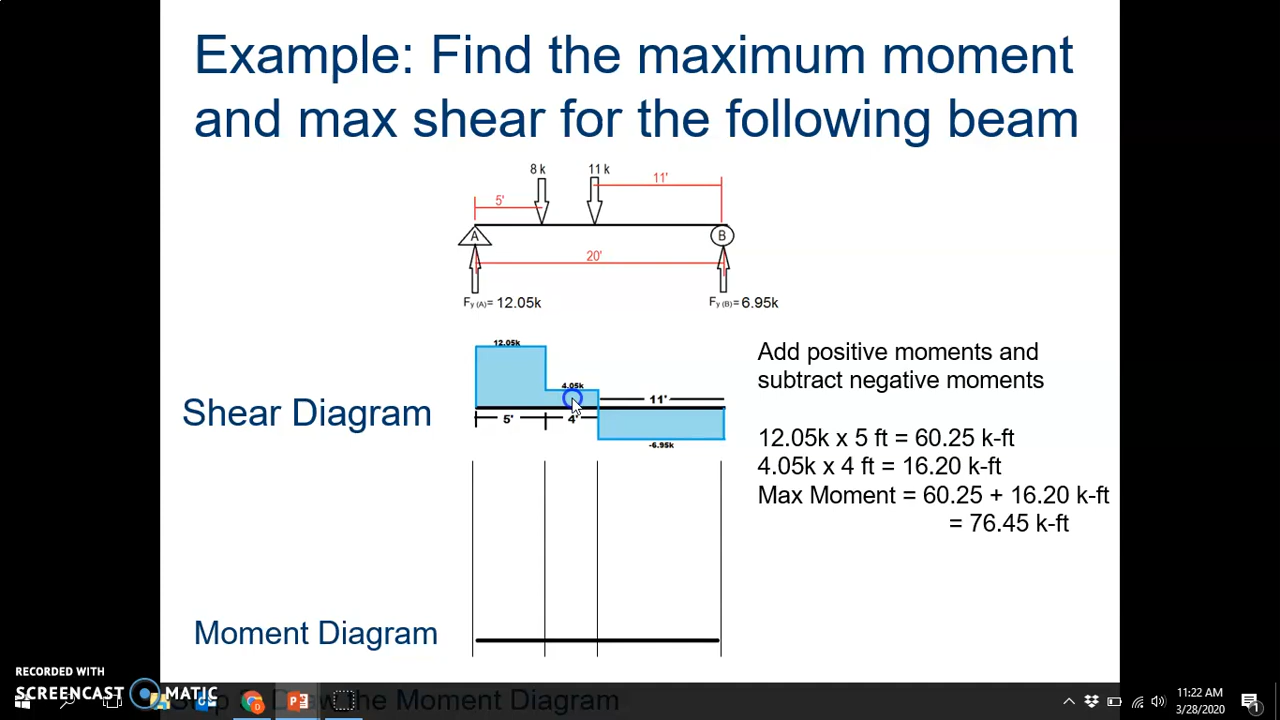 Example: Find the maximum moment
and max shear for the following beam
8 k
11 k
11'
5'
A
B
20'
Fy (A)= 12.05k
Fy (B)= 6.95k
12.05k
4.05k
11'
5'
4'
-6.95k
Shear Diagram
Add positive moments and
subtract negative moments
12.05k x 5 ft = 60.25 k-ft
4.05k x 4 ft = 16.20 k-ft
Max Moment = 60.25 + 16.20 k-ft
= 76.45 k-ft
Moment Diagram
RECORDED WITH
SCREENCAST MATIC
the Moment Diagram
11:22 AM
3/28/2020